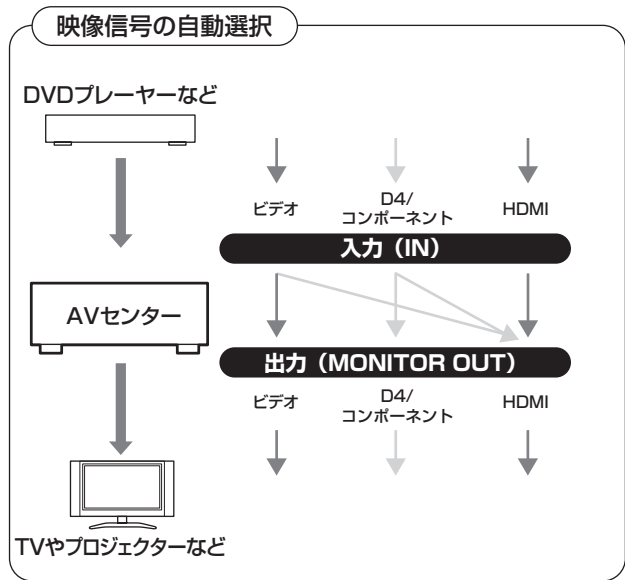 映像信号の自動選択
DVDプレーヤーなど
ビデオ
D4/
コンポーネント
HDMI
入力（IN）
AVセンター
出力（MONITOR OUT）
ビデオ
D4/
コンポーネント
HDMI
TVやプロジェクターなど